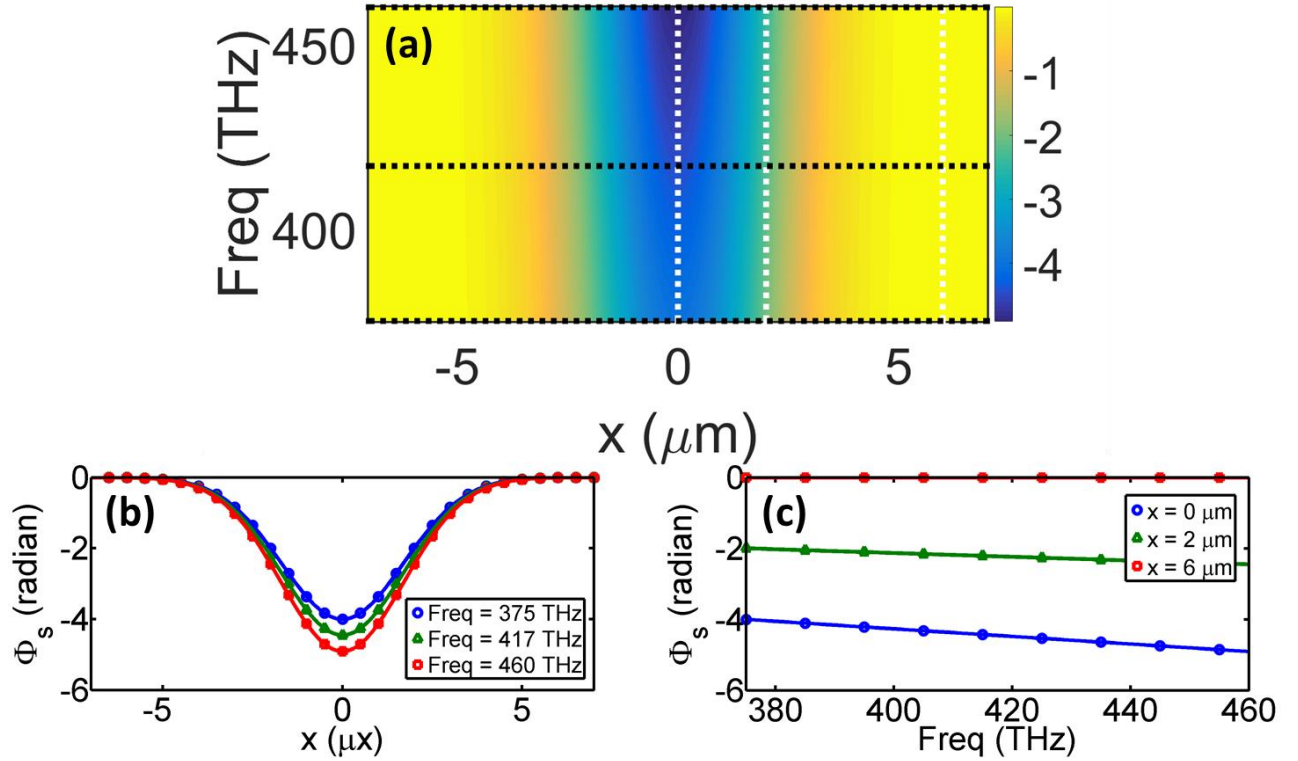 (a)
Freq (THz)
450
400
-5 0 5
x (μm)
-1
-2
-3
-4
(b)
Φs (radian)
0
-2
-4
-6
Freq = 375 THz
Freq = 417 THz
Freq = 460 THz
-5 0 5
x (μx)
(c)
Φs (radian)
0
-2
-4
-6
x = 0 μm
x = 2 μm
x = 6 μm
380 400 420 440 460
Freq (THz)